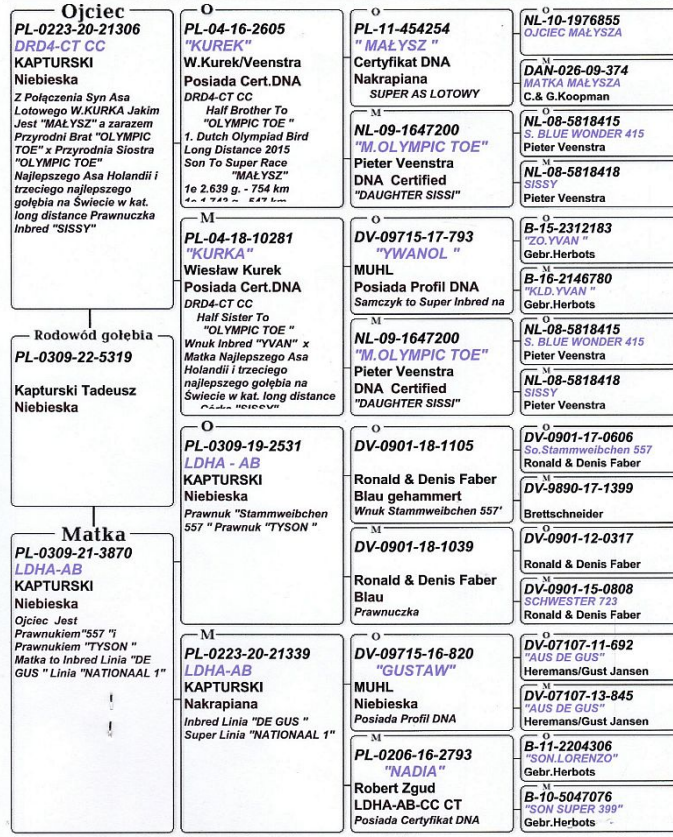 Ojciec
PL-0223-20-21306
DRD4-CT CC
KAPTURSKI
Niebieska
Z Połączenia Syn Asa
Lotowego W.KURKA Jakim
Jest "MAŁYSZ" a zarazem
Przyrodni Brat "OLYMPIC
TOE" x Przyrodnia Siostra
"OLYMPIC TOE"
Najlepszego Asa Holandii i
trzeciego najlepszego
gołębia na Świecie w kat.
long distance Prawnuczka
Inbred "SISSY"
Rodowód gołębia
PL-0309-22-5319
Kapturski Tadeusz
Niebieska
Matka
PL-0309-21-3870
LDHA-AB
KAPTURSKI
Niebieska
Ojciec Jest
Prawnukiem"557 "i
Prawnukiem "TYSON "
Matka to Inbred Linia "DE
GUS " Linia "NATIONAAL 1"
O
PL-04-16-2605
"KUREK"
W.Kurek/Veenstra
Posiada Cert.DNA
DRD4-CT CC
Half Brother To
"OLYMPIC TOE "
1. Dutch Olympiad Bird
Long Distance 2015
Son To Super Race
"MAŁYSZ"
1e 2.639 g. - 754 km
1e 1.743 g. - 547 km
M
PL-04-18-10281
"KURKA"
Wiesław Kurek
Posiada Cert.DNA
DRD4-CT CC
Half Sister To
"OLYMPIC TOE "
Wnuk Inbred "YVAN" x
Matka Najlepszego Asa
Holandii i trzeciego
najlepszego gołębia na
Świecie w kat. long distance
Córka "SISSY"
O
PL-0309-19-2531
LDHA - AB
KAPTURSKI
Niebieska
Prawnuk "Stammweibchen
557 " Prawnuk "TYSON "
M
PL-0223-20-21339
LDHA-AB
KAPTURSKI
Nakrapiana
Inbred Linia "DE GUS "
Super Linia "NATIONAAL 1"
O
PL-11-454254
" MAŁYSZ "
Certyfikat DNA
Nakrapiana
SUPER AS LOTOWY
M
NL-09-1647200
"M.OLYMPIC TOE"
Pieter Veenstra
DNA Certified
"DAUGHTER SISSI"
O
DV-09715-17-793
"YWANOL "
MUHL
Posiada Profil DNA
Samczyk to Super Inbred na
M
NL-09-1647200
"M.OLYMPIC TOE"
Pieter Veenstra
DNA Certified
"DAUGHTER SISSI"
O
DV-0901-18-1105
Ronald & Denis Faber
Blau gehammert
Wnuk Stammweibchen 557'
M
DV-0901-18-1039
Ronald & Denis Faber
Blau
Prawnuczka
O
DV-09715-16-820
"GUSTAW"
MUHL
Niebieska
Posiada Profil DNA
M
PL-0206-16-2793
"NADIA"
Robert Zgud
LDHA-AB-CC CT
Posiada Certyfikat DNA
O
NL-10-1976855
OJCIEC MAŁYSZA
M
DAN-026-09-374
MATKA MAŁYSZA
C.& G.Koopman
O
NL-08-5818415
S. BLUE WONDER 415
Pieter Veenstra
M
NL-08-5818418
SISSY
Pieter Veenstra
O
B-15-2312183
"ZO.YVAN "
Gebr.Herbots
M
B-16-2146780
"KLD.YVAN "
Gebr.Herbots
O
NL-08-5818415
S. BLUE WONDER 415
Pieter Veenstra
M
NL-08-5818418
SISSY
Pieter Veenstra
O
DV-0901-17-0606
So.Stammweibchen 557
Ronald & Denis Faber
M
DV-9890-17-1399
Brettschneider
O
DV-0901-12-0317
Ronald & Denis Faber
M
DV-0901-15-0808
SCHWESTER 723
Ronald & Denis Faber
O
DV-07107-11-692
"AUS DE GUS"
Heremans/Gust Jansen
M
DV-07107-13-845
"AUS DE GUS"
Heremans/Gust Jansen
O
B-11-2204306
"SON.LORENZO"
Gebr.Herbots
M
B-10-5047076
"SON SUPER 399"
Gebr.Herbots